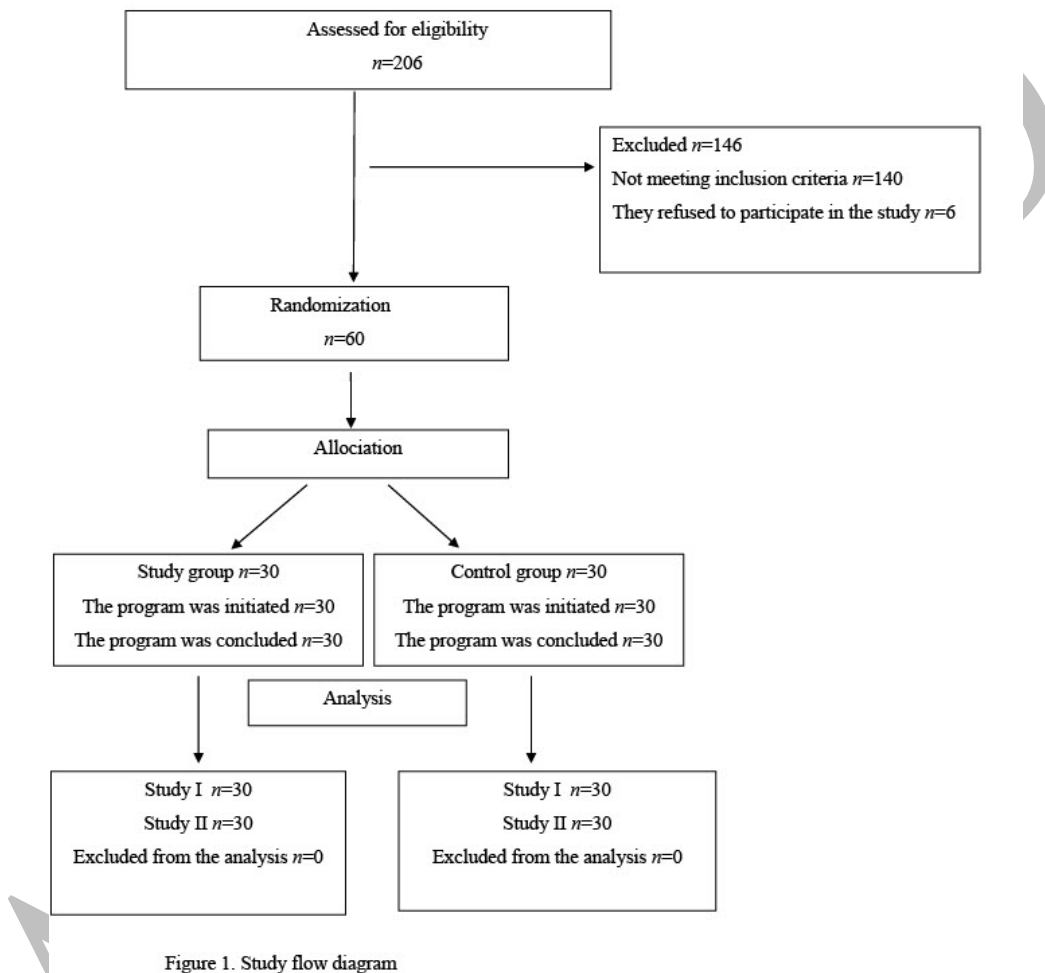 Assessed for eligibility
n=206
Excluded n=146
Not meeting inclusion criteria n=140
They refused to participate in the study n=6
Randomization
n=60
Allociation
Study group n=30
The program was initiated n=30
The program was concluded n=30
Control group n=30
The program was initiated n=30
The program was concluded n=30
Analysis
Study I n=30
Study II n=30
Excluded from the analysis n=0
Study I n=30
Study II n=30
Excluded from the analysis n=0
Figure 1. Study flow diagram